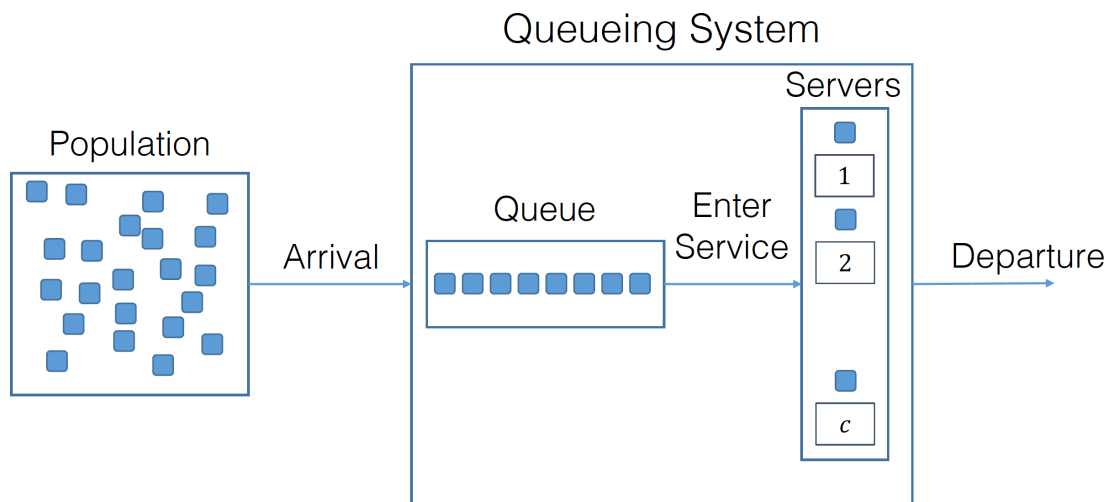 Queueing System
Servers
Population
1
Queue
Enter
Service
Arrival
2
Departure
c